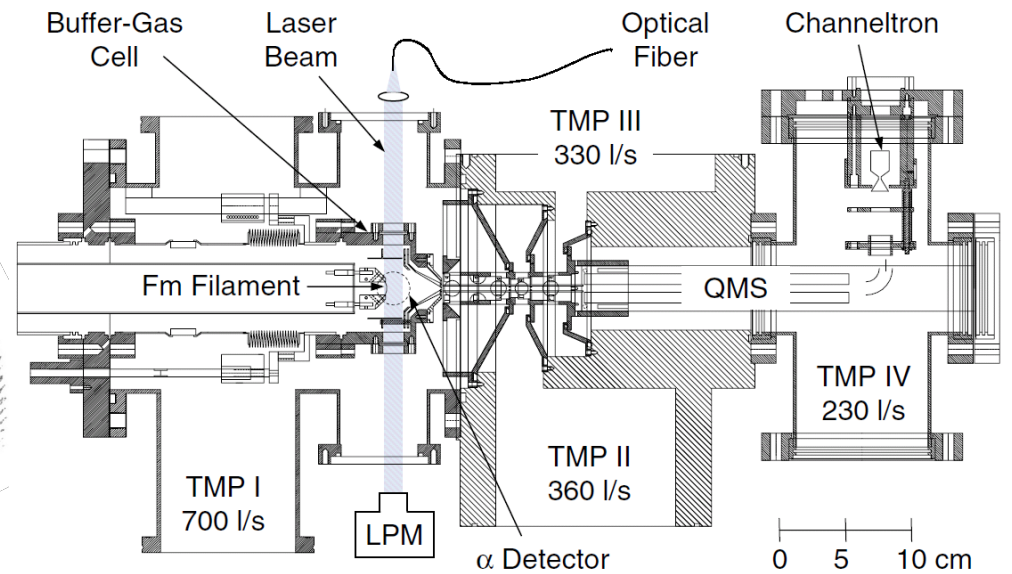 Buffer-Gas
Cell
Laser
Beam
Optical
Fiber
Channeltron
TMP III
330 l/s
Fm Filament
QMS
TMP IV
230 l/s
TMP I
700 l/s
TMP II
360 l/s
LPM
α Detector
0 5 10 cm